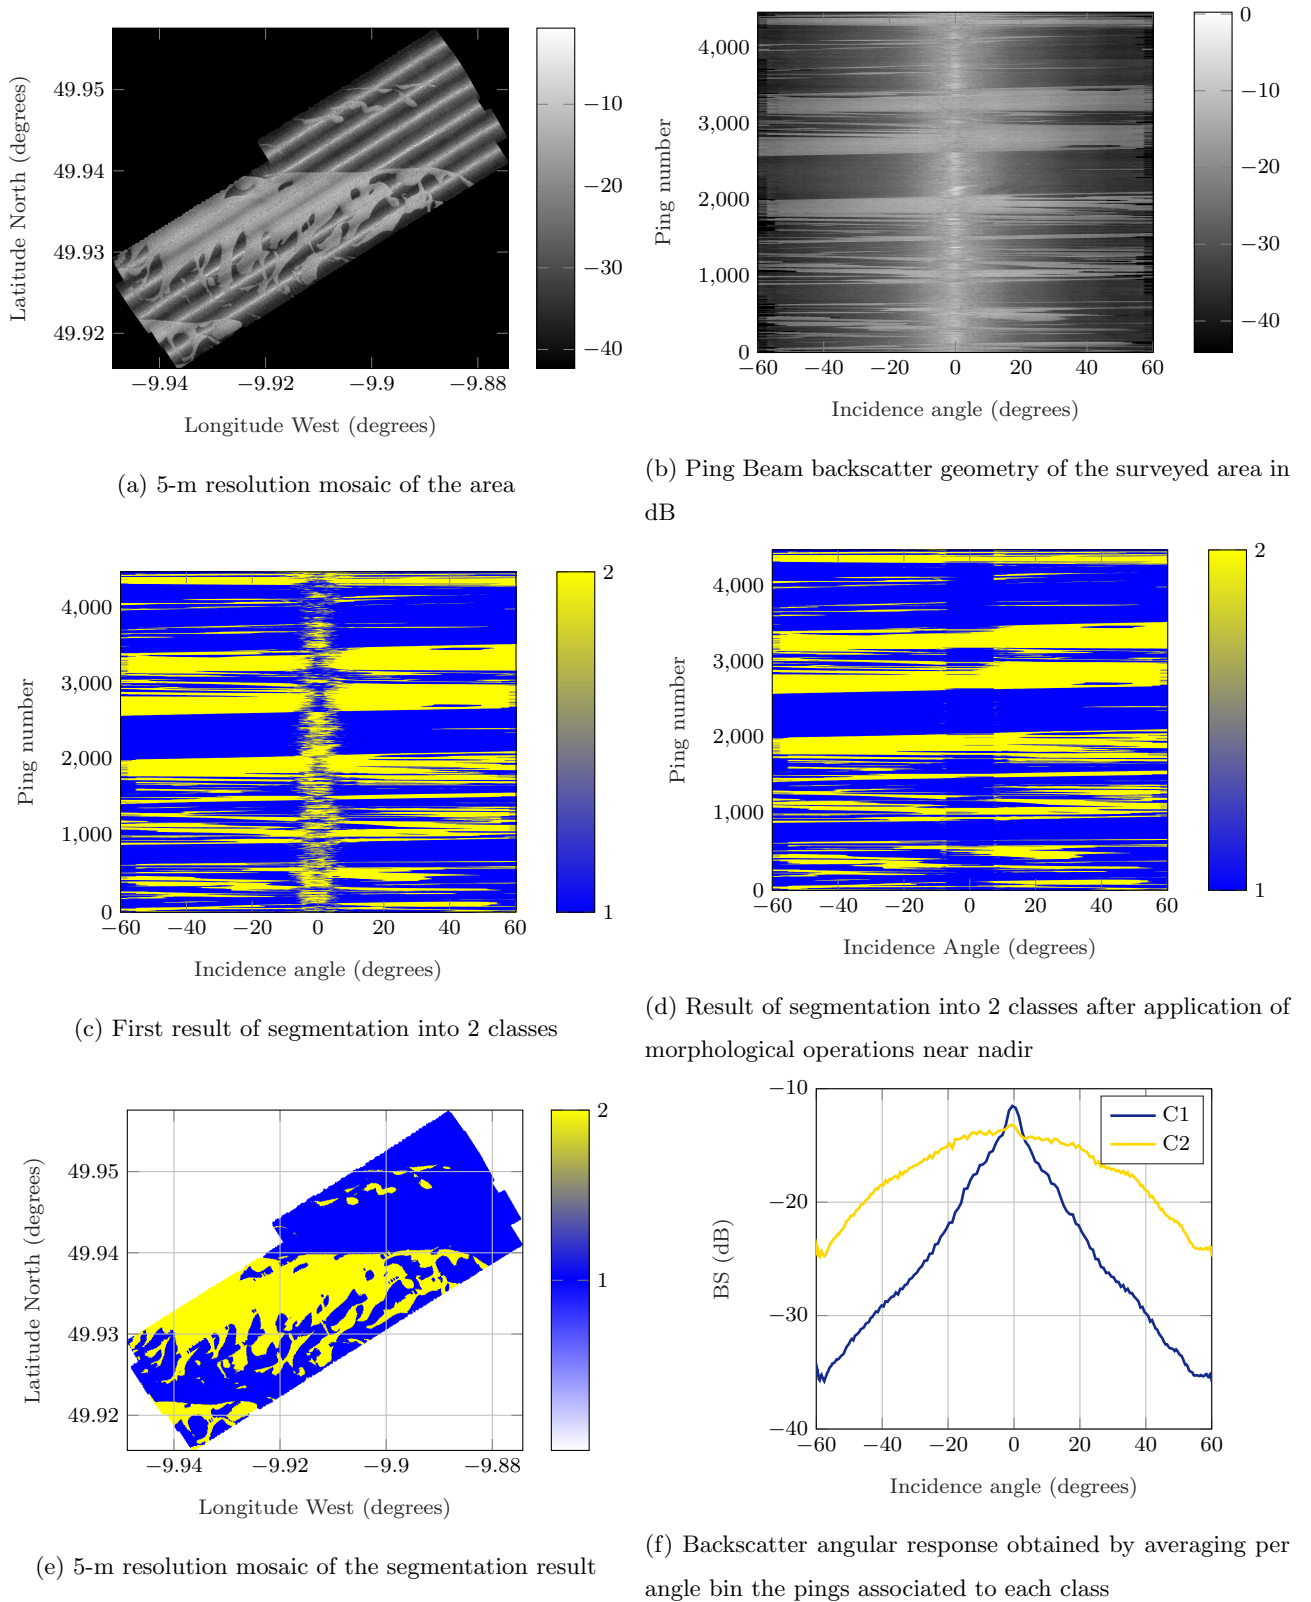 49.95
49.94
49.93
49.92
Latitude North (degrees)
−9.94 −9.92 −9.9 −9.88
Longitude West (degrees)
−10
−20
−30
−40
(a) 5-m resolution mosaic of the area
4,000
3,000
2,000
1,000
0
Ping number
−60 −40 −20 0 20 40 60
Incidence angle (degrees)
0
−10
−20
−30
−40
(b) Ping Beam backscatter geometry of the surveyed area in
dB
4,000
3,000
2,000
1,000
0
Ping number
−60 −40 −20 0 20 40 60
Incidence angle (degrees)
2
1
(c) First result of segmentation into 2 classes
4,000
3,000
2,000
1,000
0
Ping number
−60 −40 −20 0 20 40 60
Incidence Angle (degrees)
2
1
(d) Result of segmentation into 2 classes after application of
morphological operations near nadir
49.95
49.94
49.93
49.92
Latitude North (degrees)
−9.94 −9.92 −9.9 −9.88
Longitude West (degrees)
2
1
(e) 5-m resolution mosaic of the segmentation result
−10
−20
−30
−40
BS (dB)
C1
C2
−60 −40 −20 0 20 40 60
Incidence angle (degrees)
(f) Backscatter angular response obtained by averaging per
angle bin the pings associated to each class